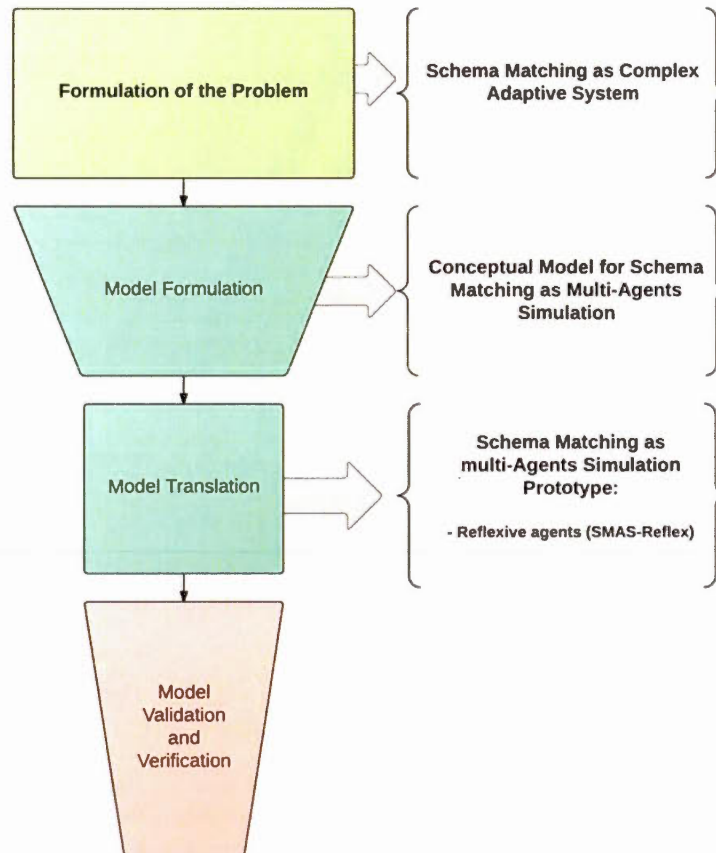 Formulation of the Problem
Schema Matching as Complex
Adaptive System
Model Formulation
Conceptual Model for Schema
Matching as Multi-Agents
Simulation
Model Translation
Schema Matching as
multi-Agents Simulation
Prototype:
- Reflexive agents (SMAS-Reflex)
Model
Validation
and
Verification